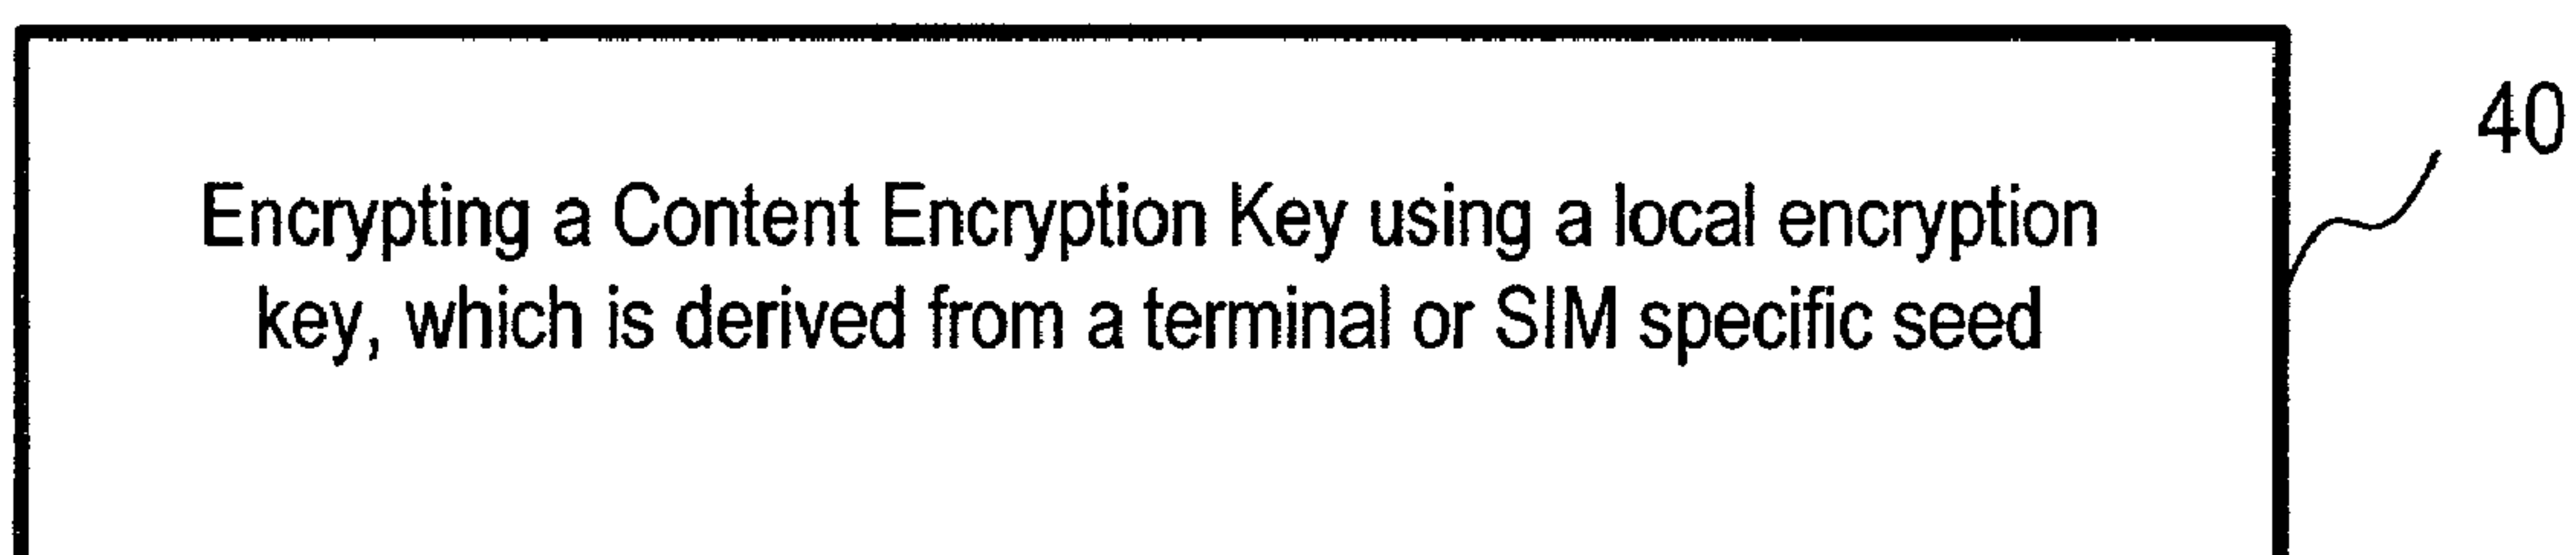 40
Encrypting a Content Encryption Key using a local encryption
key, which is derived from a terminal or SIM specific seed